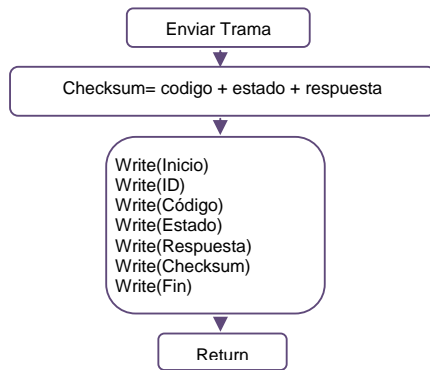 Enviar Trama
Checksum= codigo + estado + respuesta
Write(Inicio)
Write(ID)
Write(Código)
Write(Estado)
Write(Respuesta)
Write(Checksum)
Write(Fin)
Return